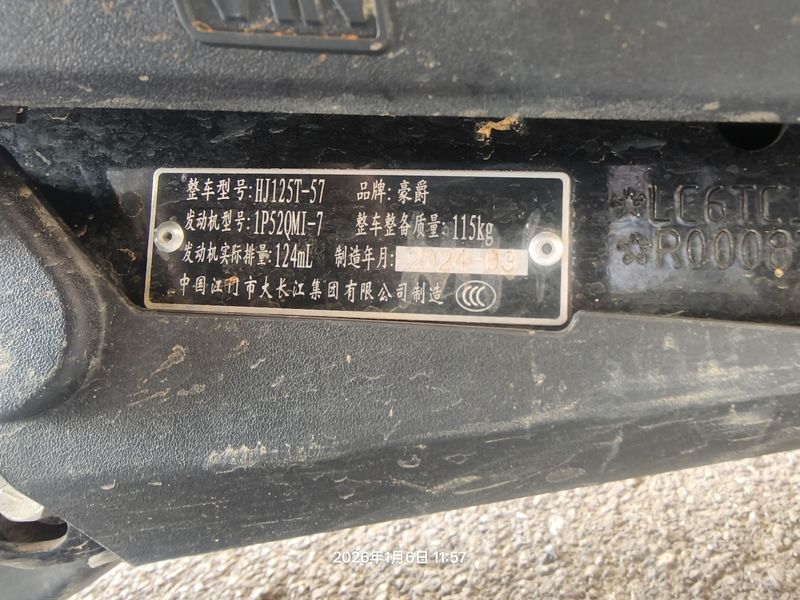 整车型号:HJ125T-57 品牌:豪爵
发动机型号:1P52QMI-7 整车整备质量:115kg
发动机实际排量:124mL 制造年月:2024-03
中国江门市大长江集团有限公司制造 CCC
★LC6TC
★R0008
2026年1月6日 11:57